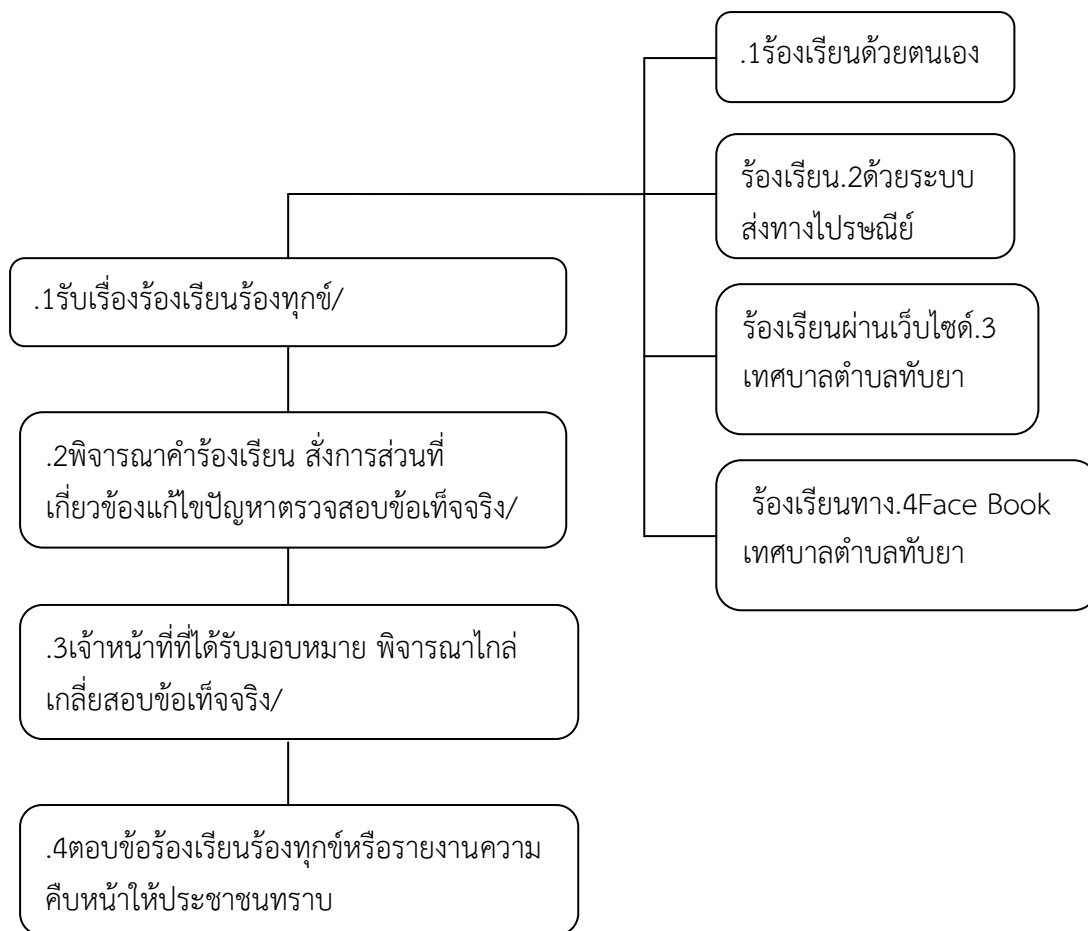 .1ร้องเรียนด้วยตนเอง
ร้องเรียน.2ด้วยระบบ
ส่งทางไปรษณีย์
ร้องเรียนผ่านเว็บไซด์.3
เทศบาลตำบลทับยา
ร้องเรียนทาง.4Face Book
เทศบาลตำบลทับยา
.1รับเรื่องร้องเรียนร้องทุกข์/
.2พิจารณาคำร้องเรียน สั่งการส่วนที่
เกี่ยวข้องแก้ไขปัญหาตรวจสอบข้อเท็จจริง/
.3เจ้าหน้าที่ที่ได้รับมอบหมาย พิจารณาไกล่
เกลี่ยสอบข้อเท็จจริง/
.4ตอบข้อร้องเรียนร้องทุกข์หรือรายงานความ
คืบหน้าให้ประชาชนทราบ